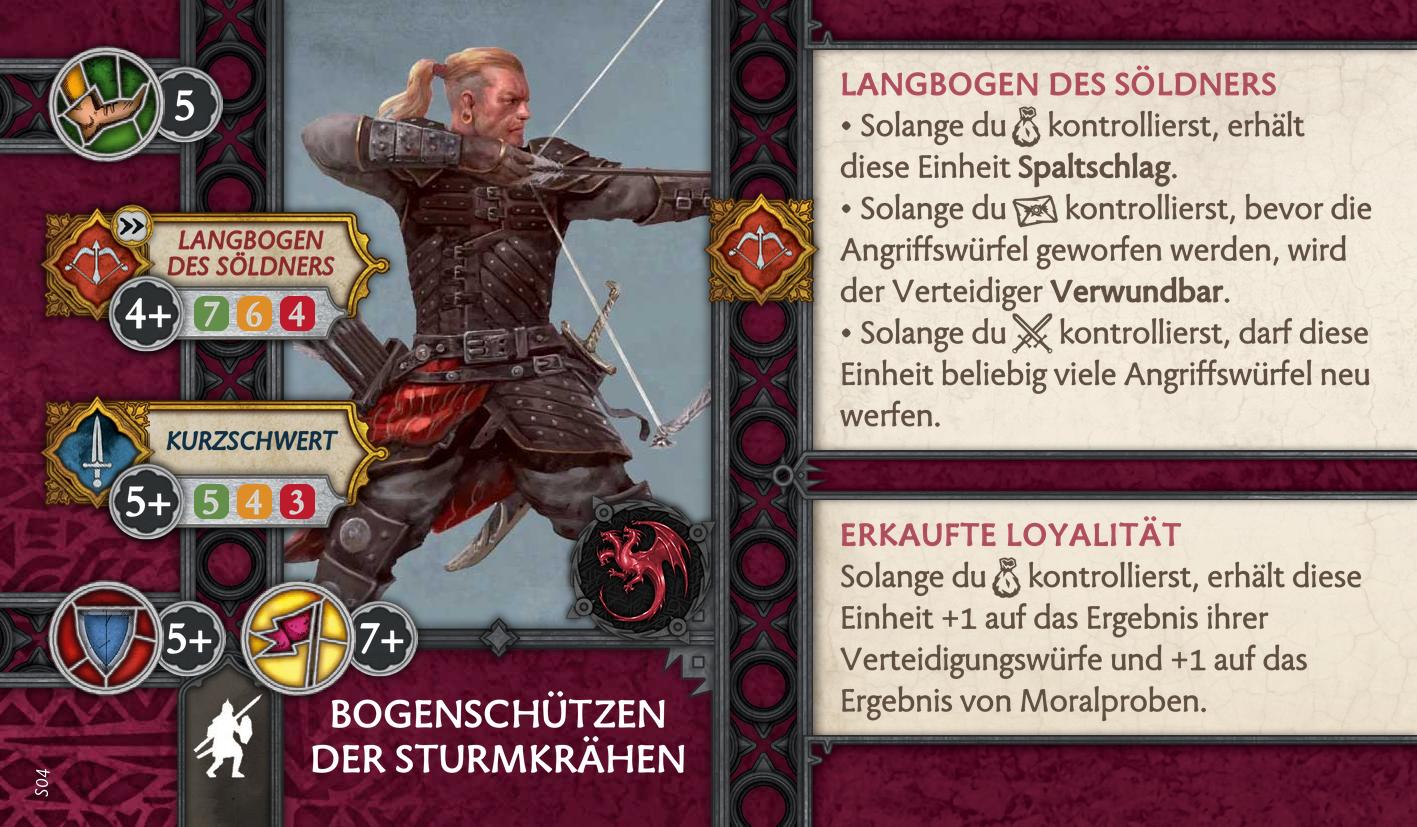 5
LANGBOGEN
DES SÖLDNERS
4+ 7 6 4
KURZSCHWERT
5+ 5 4 3
5+ 7+
BOGENSCHÜTZEN
DER STURMKRÄHEN
S04
LANGBOGEN DES SÖLDNERS
• Solange du kontrollierst, erhält
diese Einheit Spaltschlag.
• Solange du kontrollierst, bevor die
Angriffswürfel geworfen werden, wird
der Verteidiger Verwundbar.
• Solange du kontrollierst, darf diese
Einheit beliebig viele Angriffswürfel neu
werfen.
ERKAUFTE LOYALITÄT
Solange du kontrollierst, erhält diese
Einheit +1 auf das Ergebnis ihrer
Verteidigungswürfe und +1 auf das
Ergebnis von Moralproben.